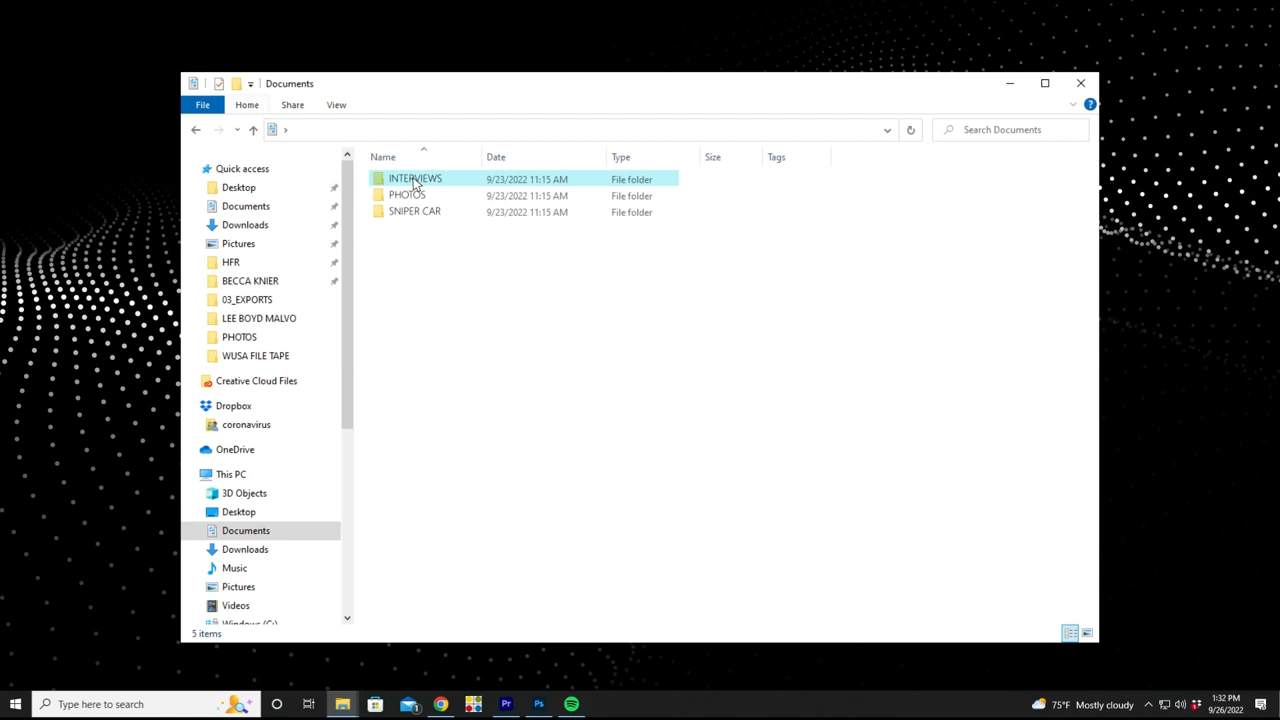 Documents
File Home Share View
Search Documents
Name Date Type Size Tags
INTERVIEWS 9/23/2022 11:15 AM File folder
PHOTOS 9/23/2022 11:15 AM File folder
SNIPER CAR 9/23/2022 11:15 AM File folder
Quick access
Desktop
Documents
Downloads
Pictures
HFR
BECCA KNIER
03_EXPORTS
LEE BOYD MALVO
PHOTOS
WUSA FILE TAPE
Creative Cloud Files
Dropbox
coronavirus
OneDrive
This PC
3D Objects
Desktop
Documents
Downloads
Music
Pictures
Videos
Windows (C:)
5 items
Type here to search
Pr
Ps
75°F Mostly cloudy
1:32 PM
9/26/2022